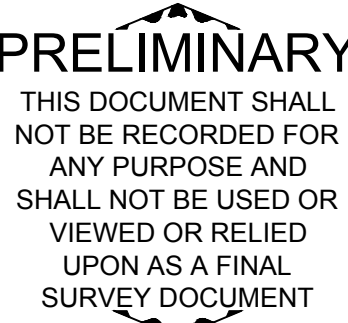 PRELIMINARY
THIS DOCUMENT SHALL
NOT BE RECORDED FOR
ANY PURPOSE AND
SHALL NOT BE USED OR
VIEWED OR RELIED
UPON AS A FINAL
SURVEY DOCUMENT